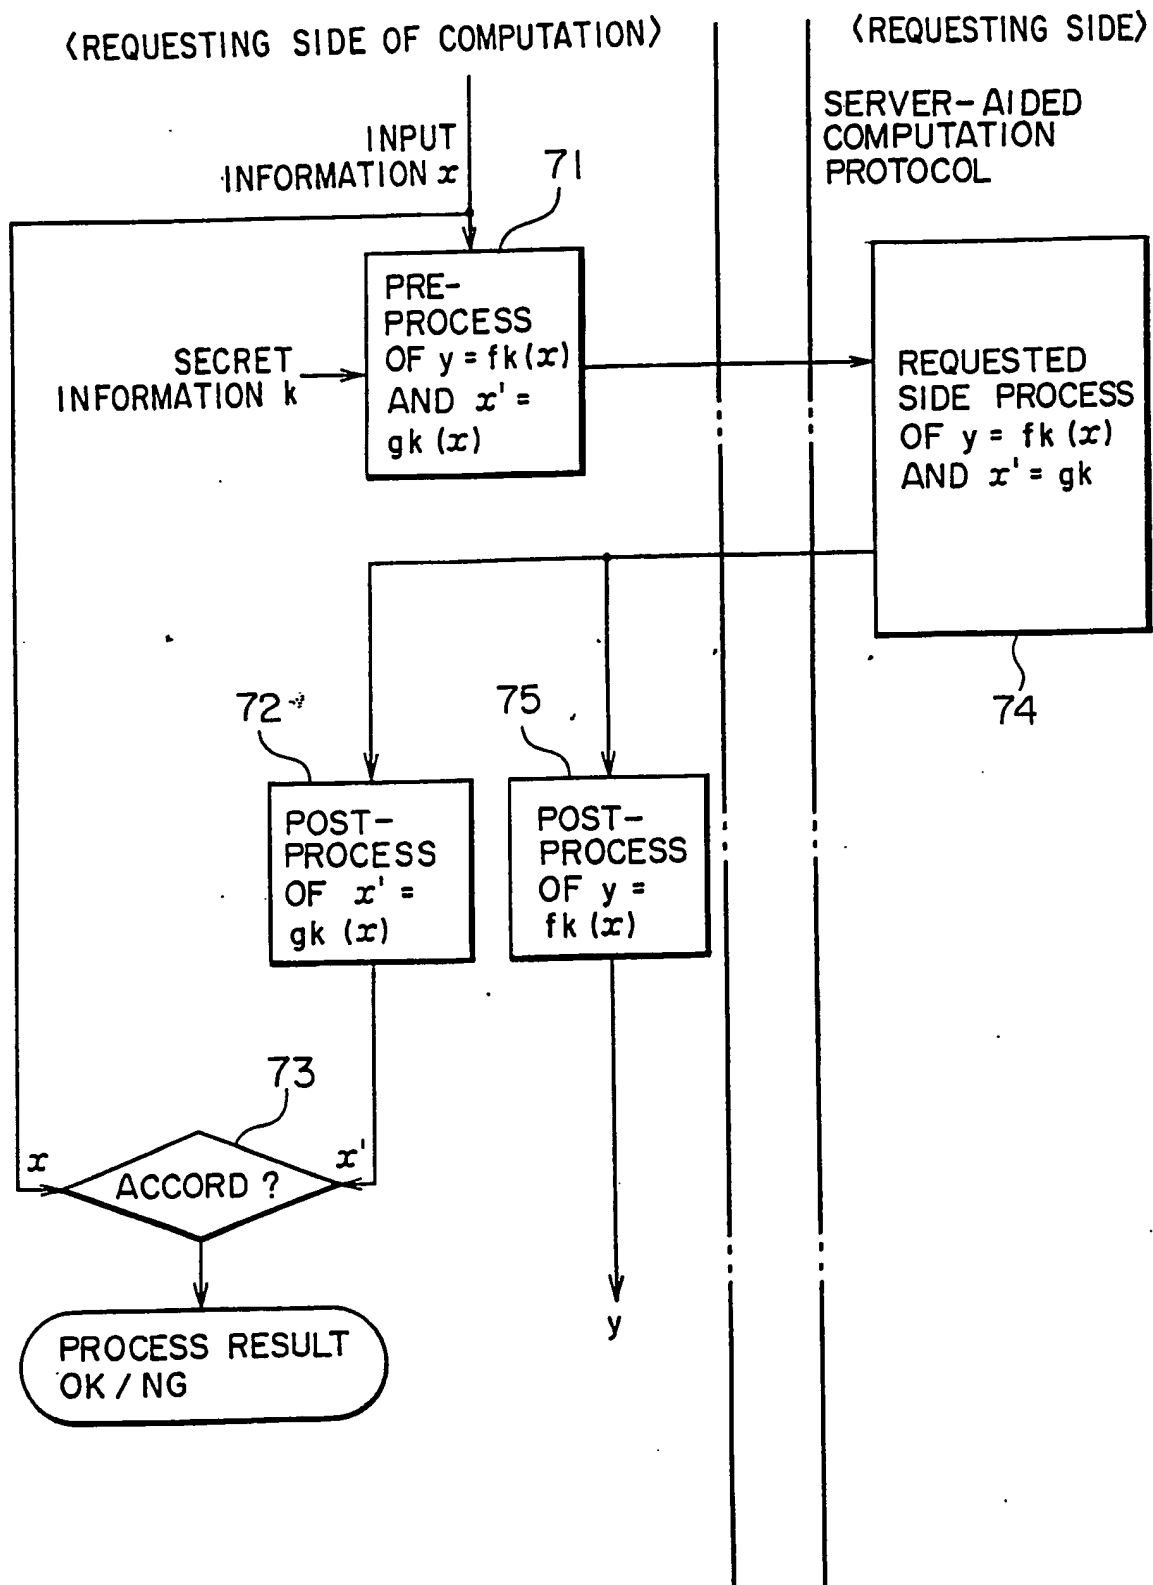 〈REQUESTING SIDE OF COMPUTATION〉
〈REQUESTING SIDE〉
SERVER-AIDED
COMPUTATION
PROTOCOL
INPUT
INFORMATION x
71
PRE-
PROCESS
OF y = fk(x)
AND x' =
gk (x)
SECRET
INFORMATION k
REQUESTED
SIDE PROCESS
OF y = fk (x)
AND x' = gk
74
72
75
POST-
PROCESS
OF x' =
gk (x)
POST-
PROCESS
OF y =
fk (x)
73
x
x'
ACCORD ?
y
PROCESS RESULT
OK / NG